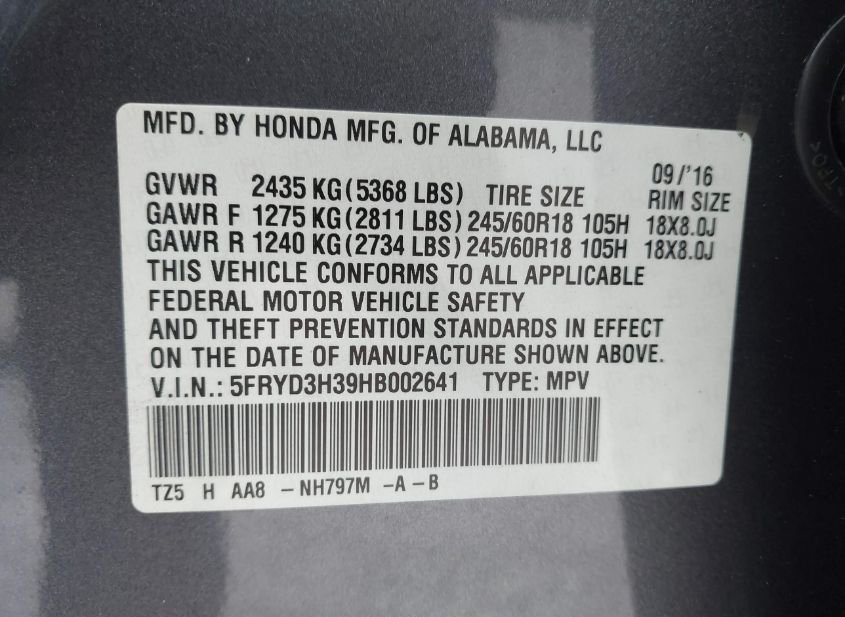 MFD. BY HONDA MFG. OF ALABAMA, LLC
09/'16
GVWR 2435 KG (5368 LBS) TIRE SIZE RIM SIZE
GAWR F 1275 KG (2811 LBS) 245/60R18 105H 18X8.0J
GAWR R 1240 KG (2734 LBS) 245/60R18 105H 18X8.0J
THIS VEHICLE CONFORMS TO ALL APPLICABLE
FEDERAL MOTOR VEHICLE SAFETY
AND THEFT PREVENTION STANDARDS IN EFFECT
ON THE DATE OF MANUFACTURE SHOWN ABOVE.
V.I.N.: 5FRYD3H39HB002641 TYPE: MPV
TZ5 H AA8 -NH797M -A -B
>PO<